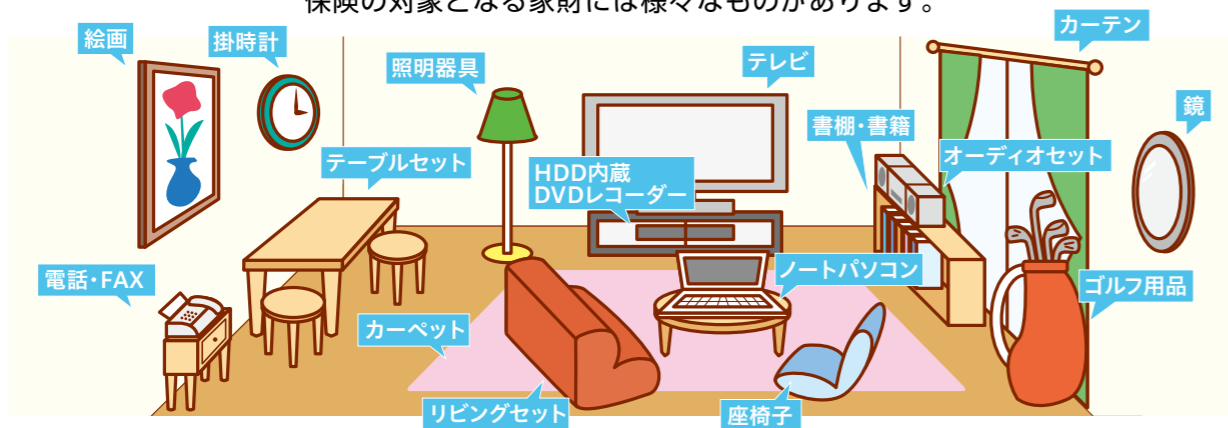 保険の対象となる家財には様々なものがあります。
絵画
掛時計
照明器具
テレビ
カーテン
鏡
書棚・書籍
オーディオセット
テーブルセット
HDD内蔵
DVDレコーダー
電話・FAX
ノートパソコン
ゴルフ用品
カーペット
リビングセット
座椅子